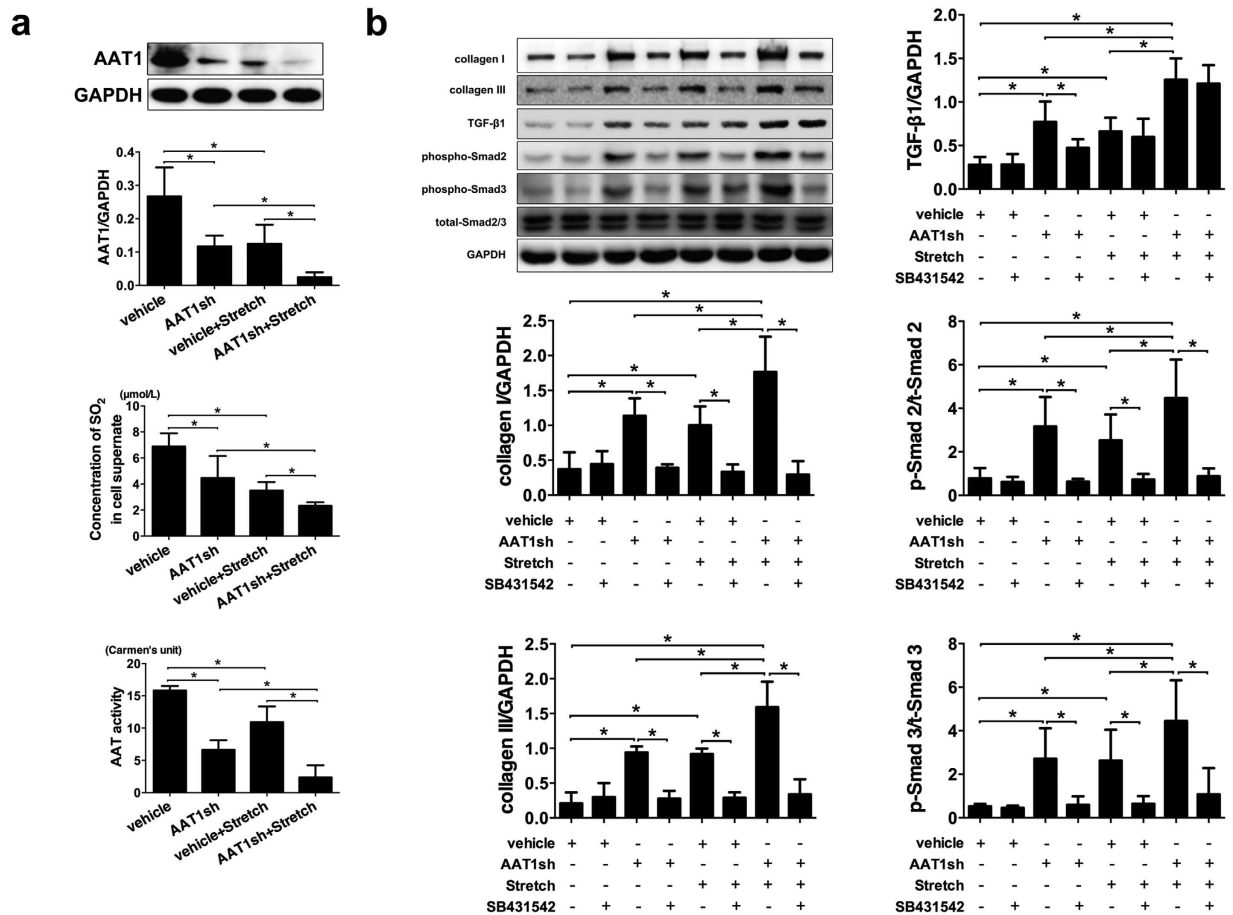 a
AAT1
GAPDH
AAT1/GAPDH
0.4
0.3
0.2
0.1
0.0
* *
* *
vehicle
AAT1sh
vehicle+Stretch
AAT1sh+Stretch
(μmol/L)
Concentration of SO2
in cell supernate
10
8
6
4
2
0
* *
* *
vehicle
AAT1sh
vehicle+Stretch
AAT1sh+Stretch
(Carmen's unit)
AAT activity
20
15
10
5
0
* *
* *
vehicle
AAT1sh
vehicle+Stretch
AAT1sh+Stretch
b
collagen I
collagen III
TGF-β1
phospho-Smad2
phospho-Smad3
total-Smad2/3
GAPDH
collagen I/GAPDH
2.5
2.0
1.5
1.0
0.5
0.0
* * * * * * * *
vehicle + + - - + + - -
AAT1sh - - + + - - + +
Stretch - - - - + + + +
SB431542 - + - + - + - +
collagen III/GAPDH
2.5
2.0
1.5
1.0
0.5
0.0
* * * * * * * *
vehicle + + - - + + - -
AAT1sh - - + + - - + +
Stretch - - - - + + + +
SB431542 - + - + - + - +
TGF-β1/GAPDH
2.0
1.5
1.0
0.5
0.0
* * * * * *
vehicle + + - - + + - -
AAT1sh - - + + - - + +
Stretch - - - - + + + +
SB431542 - + - + - + - +
p-Smad 2/t-Smad 2
8
6
4
2
0
* * * * * * * *
vehicle + + - - + + - -
AAT1sh - - + + - - + +
Stretch - - - - + + + +
SB431542 - + - + - + - +
p-Smad 3/t-Smad 3
8
6
4
2
0
* * * * * * * *
vehicle + + - - + + - -
AAT1sh - - + + - - + +
Stretch - - - - + + + +
SB431542 - + - + - + - +